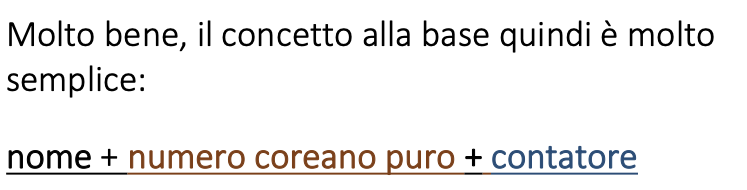 Molto bene, il concetto alla base quindi è molto
semplice:
nome + numero coreano puro + contatore